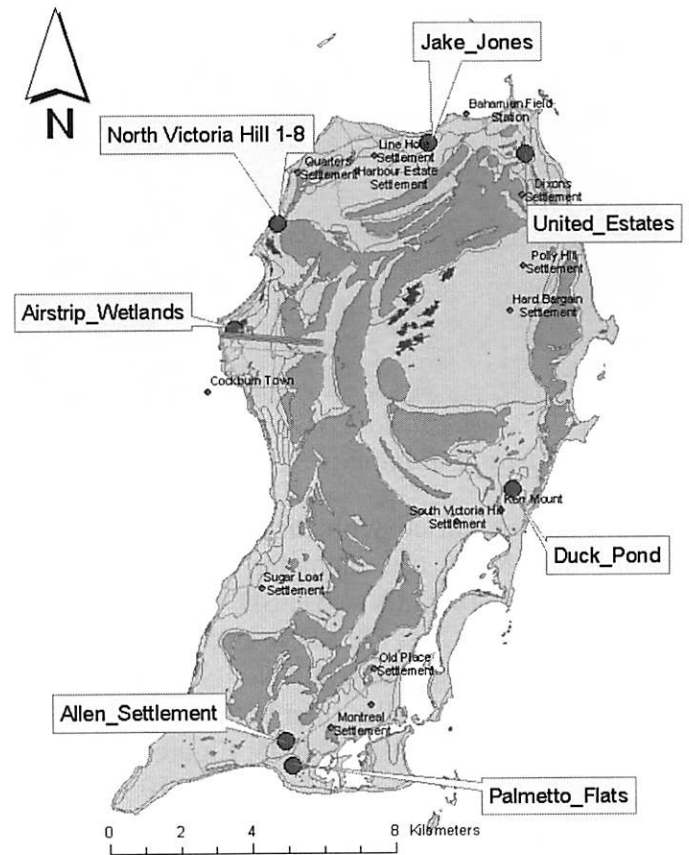 Jake_Jones
N
Bahamian Field
Station
North Victoria Hill 1-8
Line Hole
Settlement
Quarters
Settlement
Harbour Estate
Settlement
Dixons
Settlement
United_Estates
Polly Hill
Settlement
Airstrip_Wetlands
Hard Bargain
Settlement
Cockburn Town
Kerr Mount
South Victoria Hill
Settlement
Duck_Pond
Sugar Loaf
Settlement
Old Place
Settlement
Allen_Settlement
Montreal
Settlement
Palmetto_Flats
0 2 4 8 Kilometers